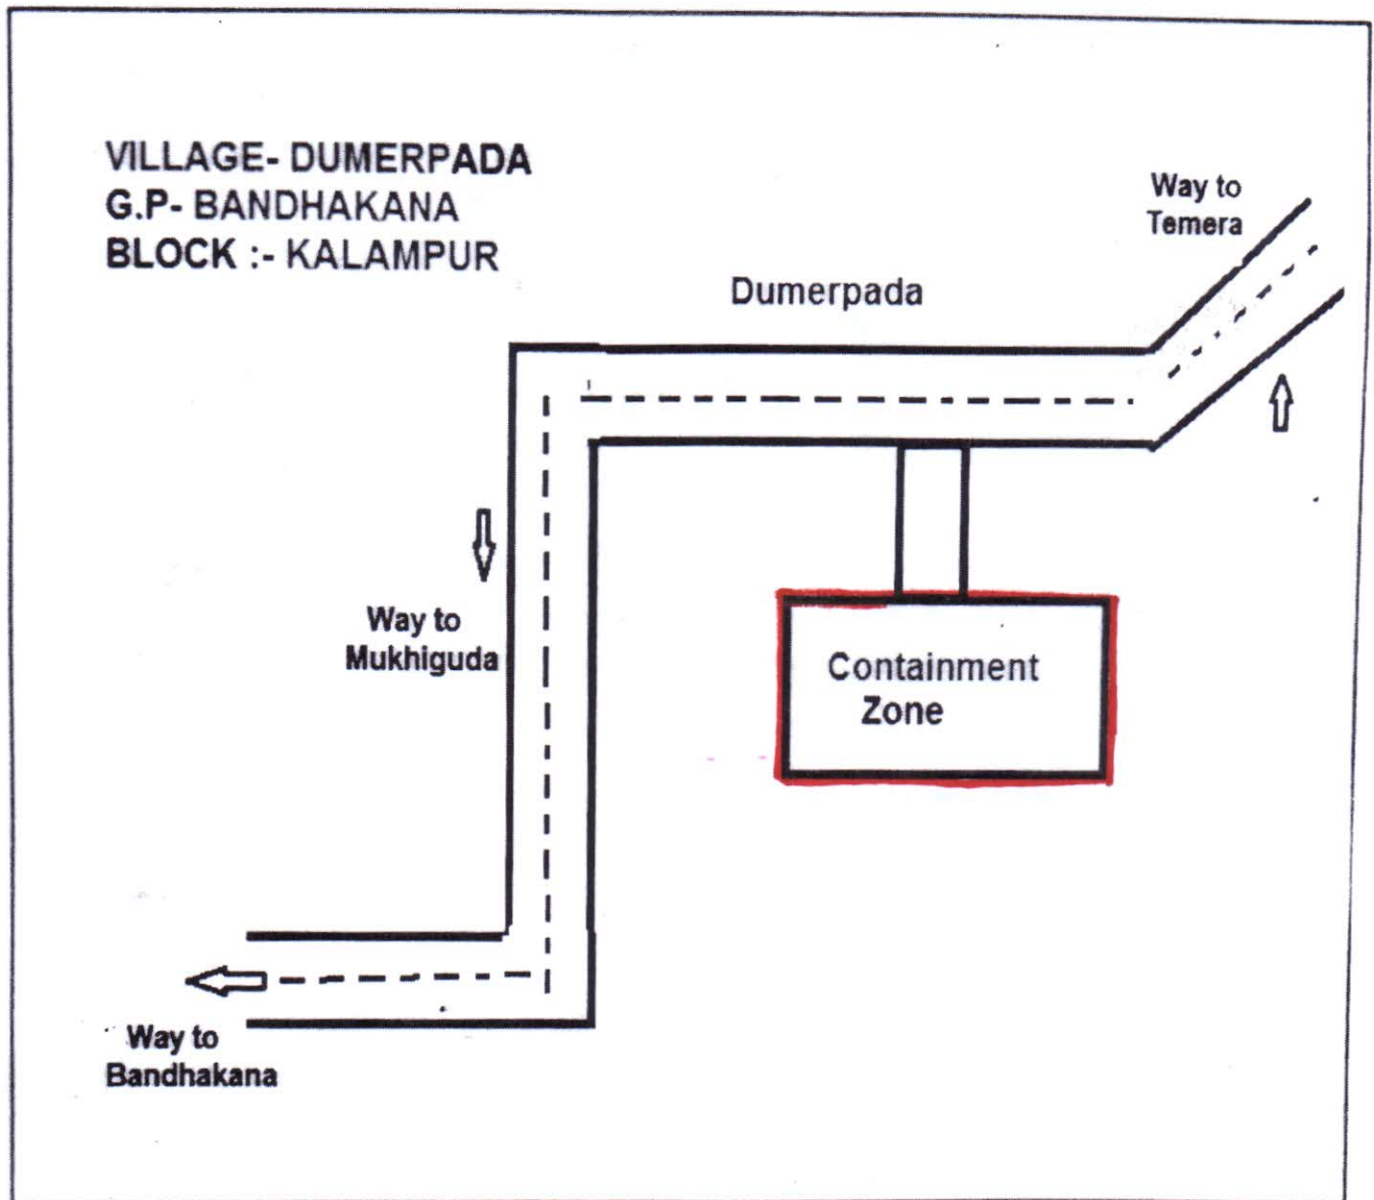 VILLAGE- DUMERPADA
G.P- BANDHAKANA
BLOCK :- KALAMPUR
Way to
Temera
Dumerpada
Way to
Mukhiguda
Containment
Zone
Way to
Bandhakana